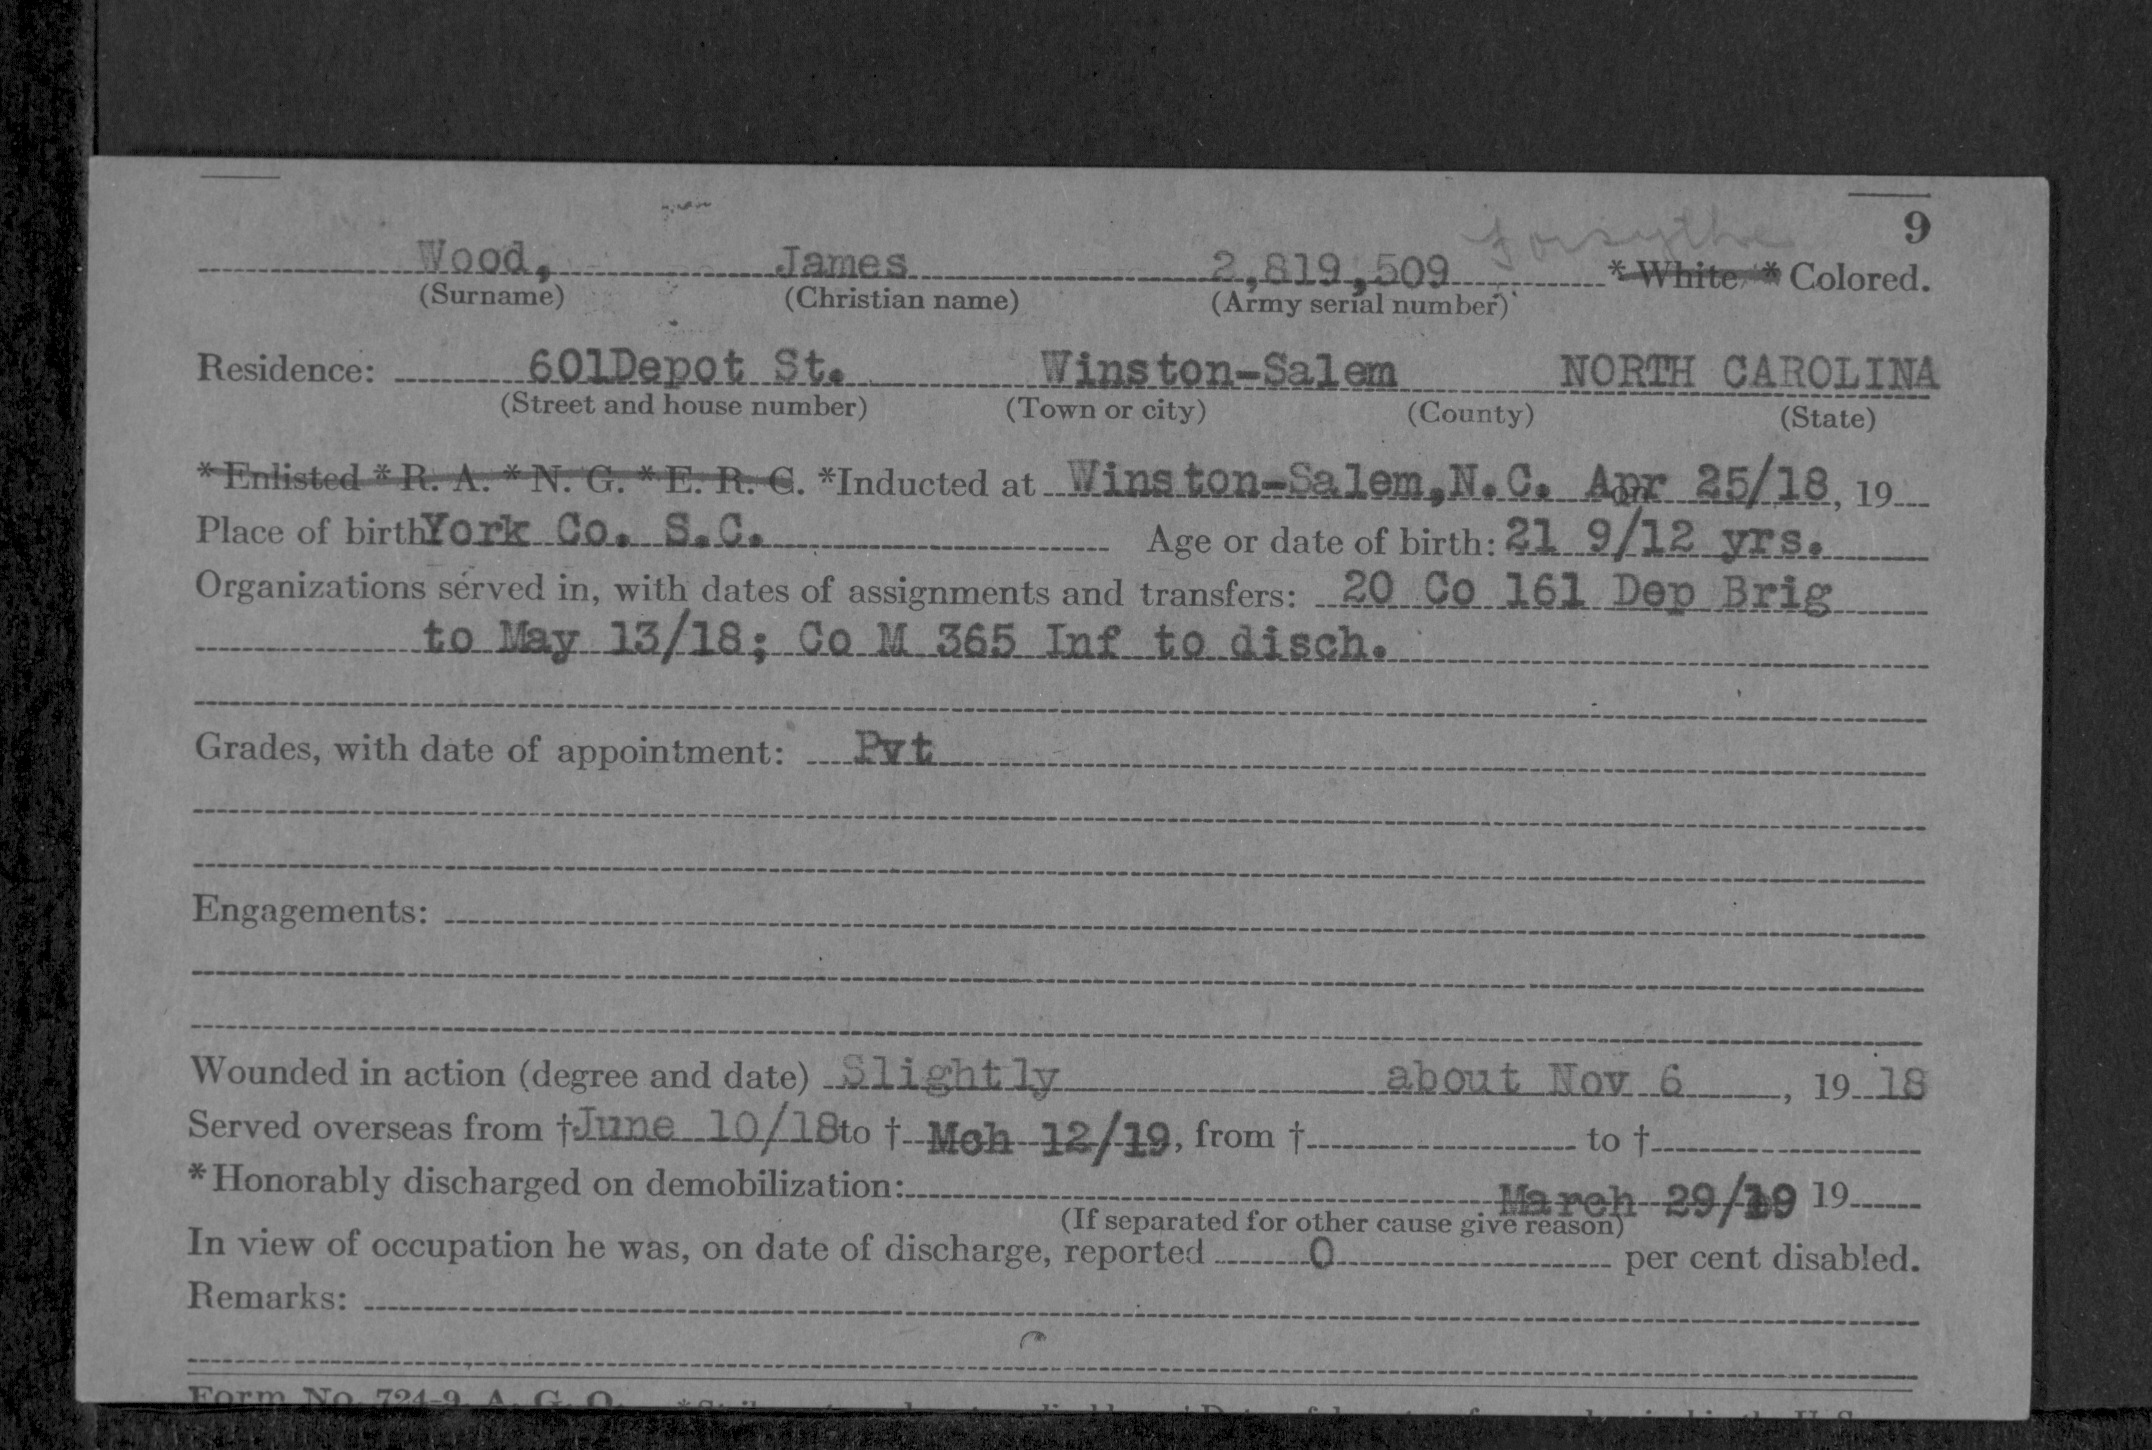 Forsythe 9
Wood, James 2,819,509 * White * Colored.
(Surname) (Christian name) (Army serial number)
Residence: 601Depot St. Winston-Salem NORTH CAROLINA
(Street and house number) (Town or city) (County) (State)
*Enlisted *R. A. *N. G. *E. R. C. *Inducted at Winston-Salem,N.C. on Apr 25/18, 19
Place of birth York Co. S.C. Age or date of birth: 21 9/12 yrs.
Organizations served in, with dates of assignments and transfers: 20 Co 161 Dep Brig
to May 13/18; Co M 365 Inf to disch.
Grades, with date of appointment: Pvt
Engagements:
Wounded in action (degree and date) Slightly about Nov 6, 19 18
Served overseas from † June 10/18 to † Mch 12/19, from † to †
*Honorably discharged on demobilization: March 29/19 19
(If separated for other cause give reason)
In view of occupation he was, on date of discharge, reported 0 per cent disabled.
Remarks:
Form No. 724-9, A. G. O.